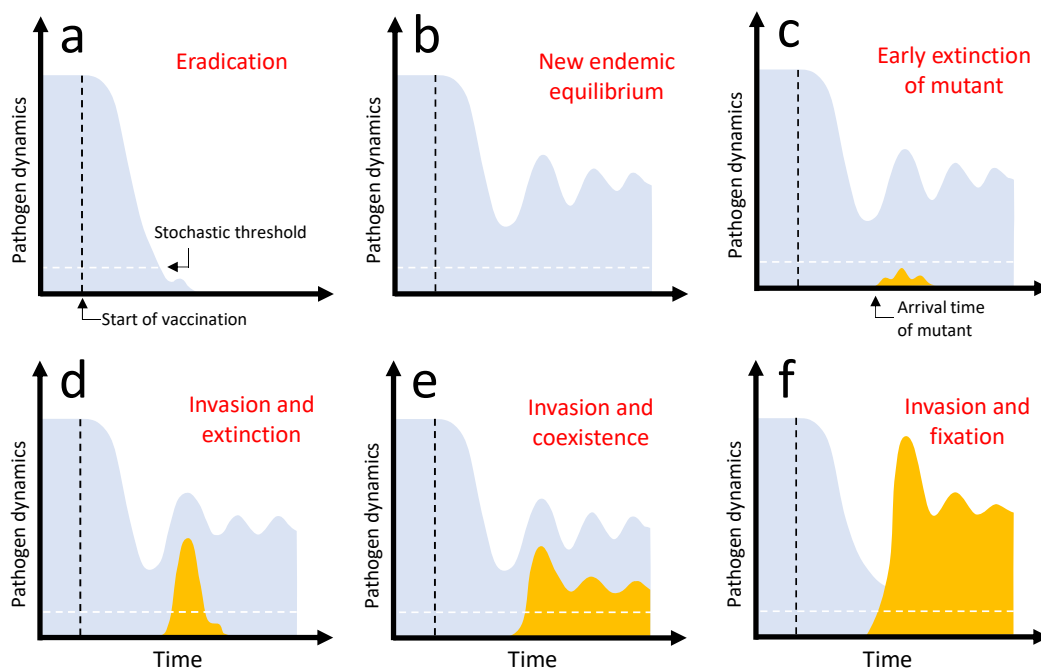 a
Eradication
Pathogen dynamics
Stochastic threshold
Start of vaccination
b
New endemic
equilibrium
Pathogen dynamics
c
Early extinction
of mutant
Pathogen dynamics
Arrival time
of mutant
d
Invasion and
extinction
Pathogen dynamics
Time
e
Invasion and
coexistence
Pathogen dynamics
Time
f
Invasion and
fixation
Pathogen dynamics
Time